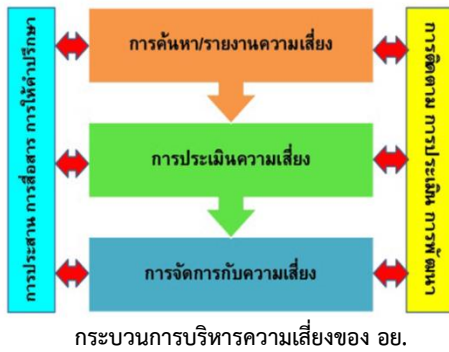 การค้นหา/รายงานความเสี่ยง
การประเมินความเสี่ยง
การจัดการกับความเสี่ยง
การประสาน การสื่อสาร การให้คำปรึกษา
การติดตาม การประเมิน การพัฒนา
กระบวนการบริหารความเสี่ยงของ อย.